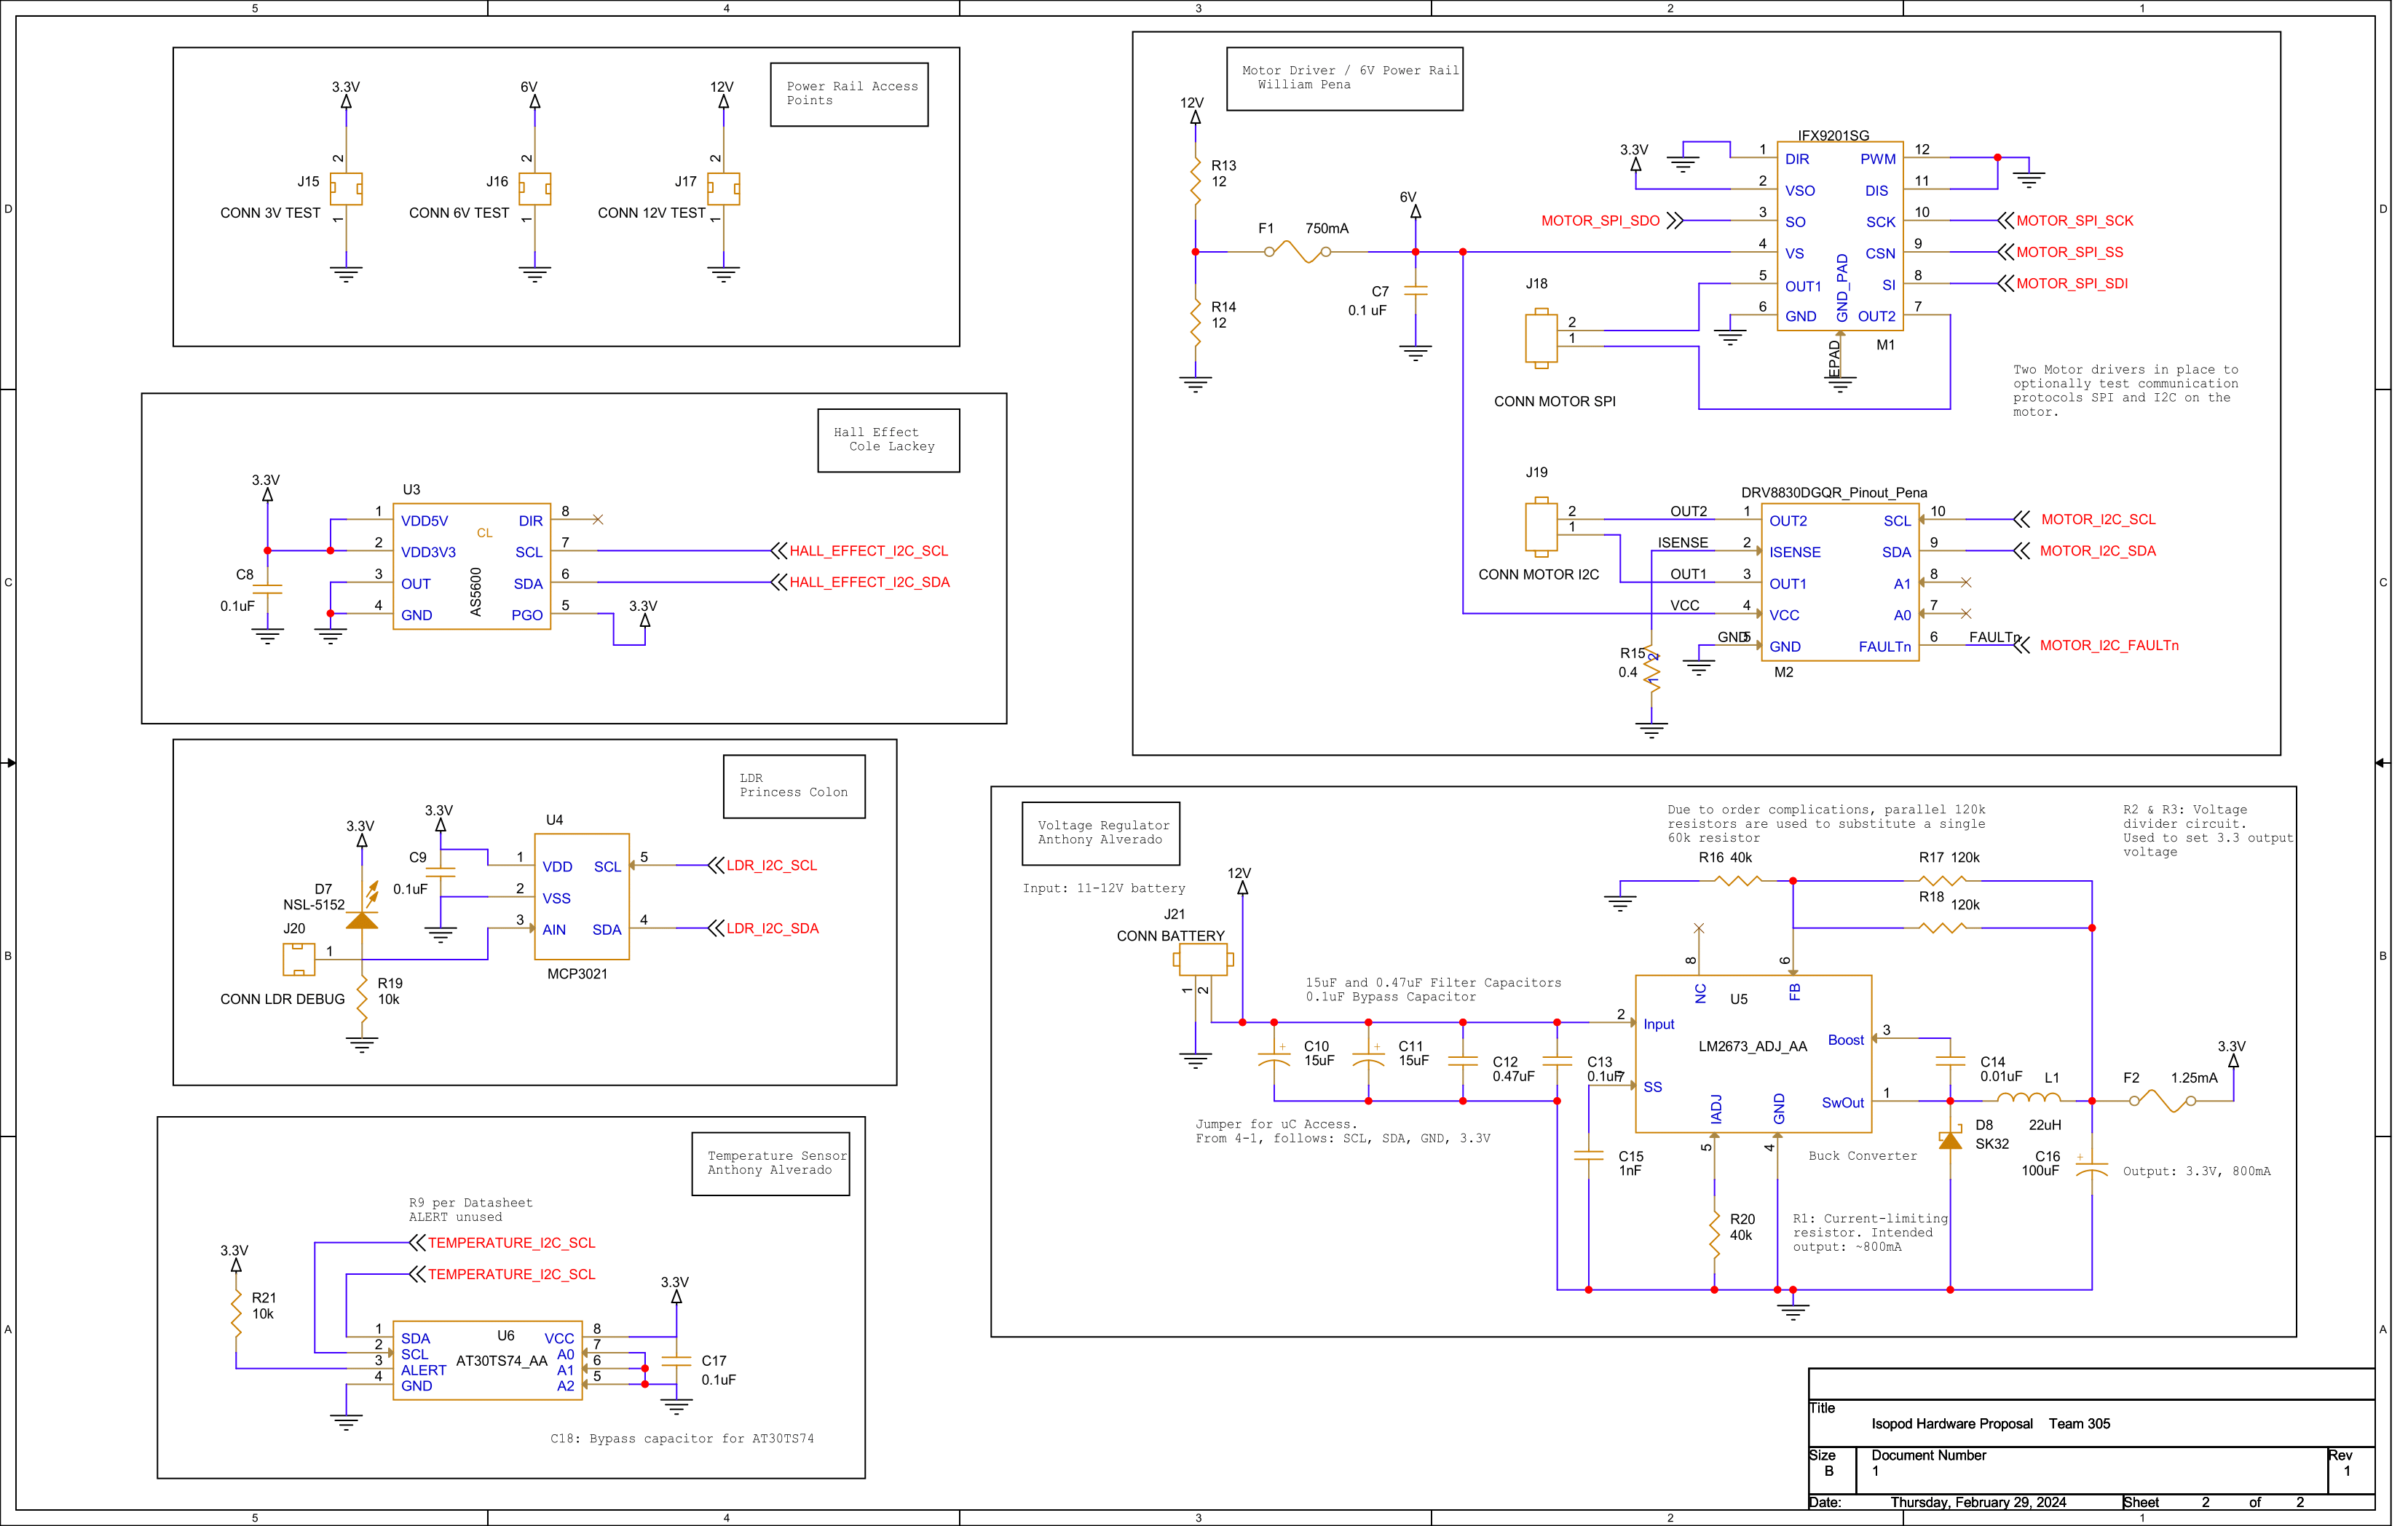 5
4
3
2
1
D
C
B
A
D
C
B
A
Power Rail Access
Points
3.3V
6V
12V
2
2
2
J15
J16
J17
CONN 3V TEST
CONN 6V TEST
CONN 12V TEST
1
1
1
Hall Effect
Cole Lackey
3.3V
U3
C8
0.1uF
1
2
3
4
VDD5V
VDD3V3
OUT
GND
CL
AS5600
DIR
SCL
SDA
PGO
8
7
6
5
HALL_EFFECT_I2C_SCL
HALL_EFFECT_I2C_SDA
3.3V
LDR
Princess Colon
3.3V
3.3V
U4
C9
0.1uF
D7
NSL-5152
J20
1
CONN LDR DEBUG
R19
10k
1
2
3
VDD
VSS
AIN
SCL
SDA
5
4
MCP3021
LDR_I2C_SCL
LDR_I2C_SDA
Temperature Sensor
Anthony Alverado
R9 per Datasheet
ALERT unused
TEMPERATURE_I2C_SCL
TEMPERATURE_I2C_SCL
3.3V
R21
10k
3.3V
1
2
3
4
SDA
SCL
ALERT
GND
U6
AT30TS74_AA
VCC
A0
A1
A2
8
7
6
5
C17
0.1uF
C18: Bypass capacitor for AT30TS74
Motor Driver / 6V Power Rail
William Pena
12V
R13
12
F1
750mA
6V
R14
12
C7
0.1 uF
IFX9201SG
3.3V
MOTOR_SPI_SDO
1
2
3
4
5
6
DIR
VSO
SO
VS
OUT1
GND
GND_PAD
EPAD
PWM
DIS
SCK
CSN
SI
OUT2
12
11
10
9
8
7
M1
MOTOR_SPI_SCK
MOTOR_SPI_SS
MOTOR_SPI_SDI
J18
2
1
CONN MOTOR SPI
Two Motor drivers in place to
optionally test communication
protocols SPI and I2C on the
motor.
J19
2
1
CONN MOTOR I2C
DRV8830DGQR_Pinout_Pena
OUT2
ISENSE
OUT1
VCC
GND
1
2
3
4
5
OUT2
ISENSE
OUT1
VCC
GND
SCL
SDA
A1
A0
FAULTn
10
9
8
7
6
FAULTn
M2
MOTOR_I2C_SCL
MOTOR_I2C_SDA
MOTOR_I2C_FAULTn
R15
0.4
2
1
Voltage Regulator
Anthony Alverado
Input: 11-12V battery
Due to order complications, parallel 120k
resistors are used to substitute a single
60k resistor
R2 & R3: Voltage
divider circuit.
Used to set 3.3 output
voltage
R16 40k
R17 120k
R18 120k
12V
J21
CONN BATTERY
1
2
15uF and 0.47uF Filter Capacitors
0.1uF Bypass Capacitor
C10
15uF
C11
15uF
C12
0.47uF
C13
0.1uF
Jumper for uC Access.
From 4-1, follows: SCL, SDA, GND, 3.3V
8
6
NC
FB
U5
LM2673_ADJ_AA
2
Input
7
SS
Boost
3
SwOut
1
IADJ
GND
5
4
C14
0.01uF
L1
22uH
F2
1.25mA
3.3V
D8
SK32
C15
1nF
Buck Converter
C16
100uF
Output: 3.3V, 800mA
R20
40k
R1: Current-limiting
resistor. Intended
output: ~800mA
Title
Isopod Hardware Proposal Team 305
Size
B
Document Number
1
Rev
1
Date:
Thursday, February 29, 2024
Sheet 2 of 2
5
4
3
2
1